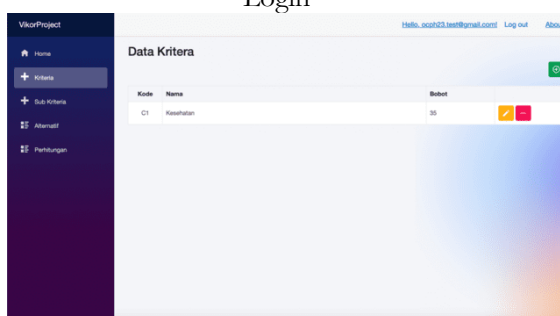 Login
VikorProject
Hello, ocph23.test@gmail.com! Log out Abou
Home
Kriteria
Sub Kriteria
Alternatif
Perhitungan
Data Kritera
Kode Nama Bobot
C1 Kesehatan 35